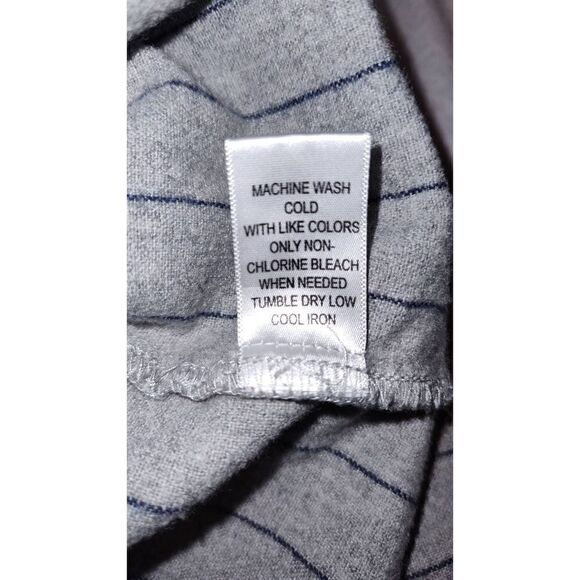 MACHINE WASH
COLD
WITH LIKE COLORS
ONLY NON-
CHLORINE BLEACH
WHEN NEEDED
TUMBLE DRY LOW
COOL IRON